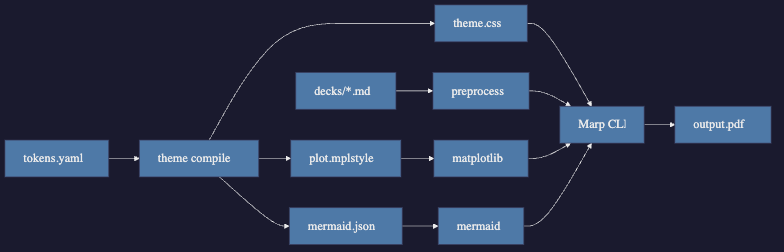 theme.css
decks/*.md
preprocess
Marp CLI
output.pdf
tokens.yaml
theme compile
plot.mplstyle
matplotlib
mermaid.json
mermaid